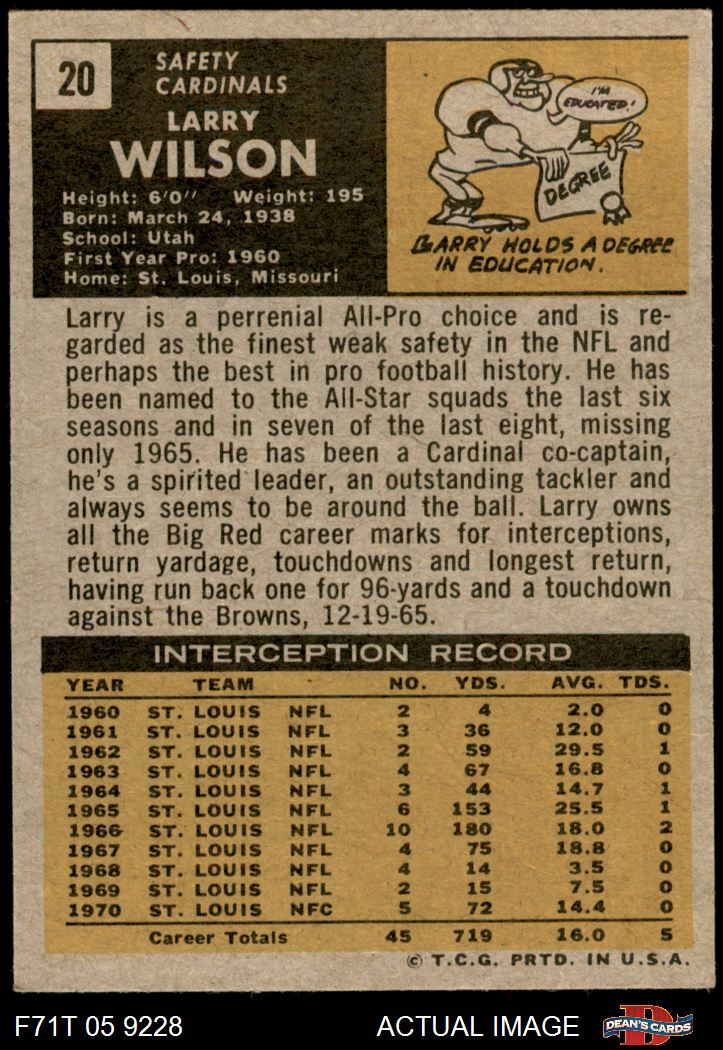 20
SAFETY
CARDINALS
LARRY
WILSON
Height: 6'0" Weight: 195
Born: March 24, 1938
School: Utah
First Year Pro: 1960
Home: St. Louis, Missouri
I'M
EDUCATED!
DEGREE
LARRY HOLDS A DEGREE
IN EDUCATION.
Larry is a perrenial All-Pro choice and is re-
garded as the finest weak safety in the NFL and
perhaps the best in pro football history. He has
been named to the All-Star squads the last six
seasons and in seven of the last eight, missing
only 1965. He has been a Cardinal co-captain,
he's a spirited leader, an outstanding tackler and
always seems to be around the ball. Larry owns
all the Big Red career marks for interceptions,
return yardage, touchdowns and longest return,
having run back one for 96-yards and a touchdown
against the Browns, 12-19-65.
INTERCEPTION RECORD
YEAR TEAM NO. YDS. AVG. TDS.
1960 ST. LOUIS NFL 2 4 2.0 0
1961 ST. LOUIS NFL 3 36 12.0 0
1962 ST. LOUIS NFL 2 59 29.5 1
1963 ST. LOUIS NFL 4 67 16.8 0
1964 ST. LOUIS NFL 3 44 14.7 1
1965 ST. LOUIS NFL 6 153 25.5 1
1966 ST. LOUIS NFL 10 180 18.0 2
1967 ST. LOUIS NFL 4 75 18.8 0
1968 ST. LOUIS NFL 4 14 3.5 0
1969 ST. LOUIS NFL 2 15 7.5 0
1970 ST. LOUIS NFC 5 72 14.4 0
Career Totals 45 719 16.0 5
© T.C.G. PRTD. IN U.S.A.
F71T 05 9228 ACTUAL IMAGE D DEAN'S CARDS